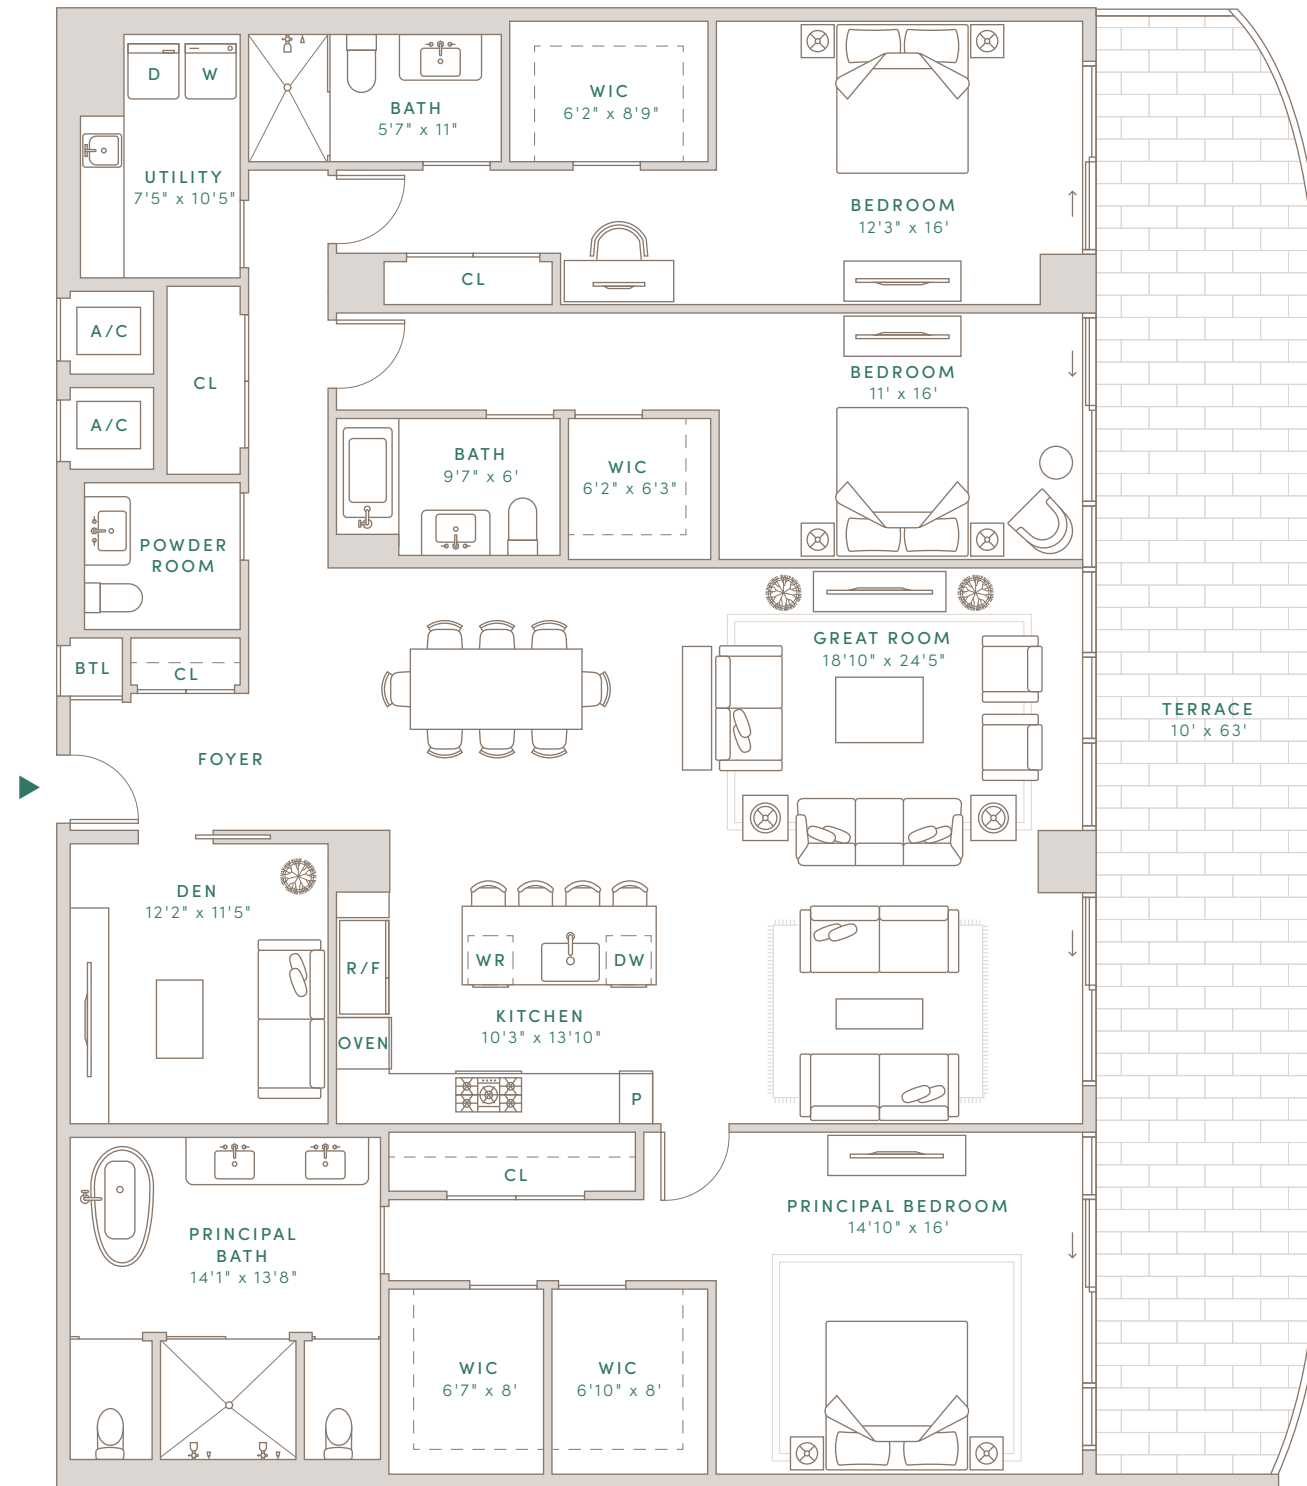 D
W
BATH
5'7" x 11"
WIC
6'2" x 8'9"
UTILITY
7'5" x 10'5"
BEDROOM
12'3" x 16'
CL
A/C
CL
A/C
BEDROOM
11' x 16'
BATH
9'7" x 6'
WIC
6'2" x 6'3"
POWDER
ROOM
BTL
CL
GREAT ROOM
18'10" x 24'5"
TERRACE
10' x 63'
FOYER
DEN
12'2" x 11'5"
R/F
WR
DW
KITCHEN
10'3" x 13'10"
OVEN
P
CL
PRINCIPAL BEDROOM
14'10" x 16'
PRINCIPAL
BATH
14'1" x 13'8"
WIC
6'7" x 8'
WIC
6'10" x 8'